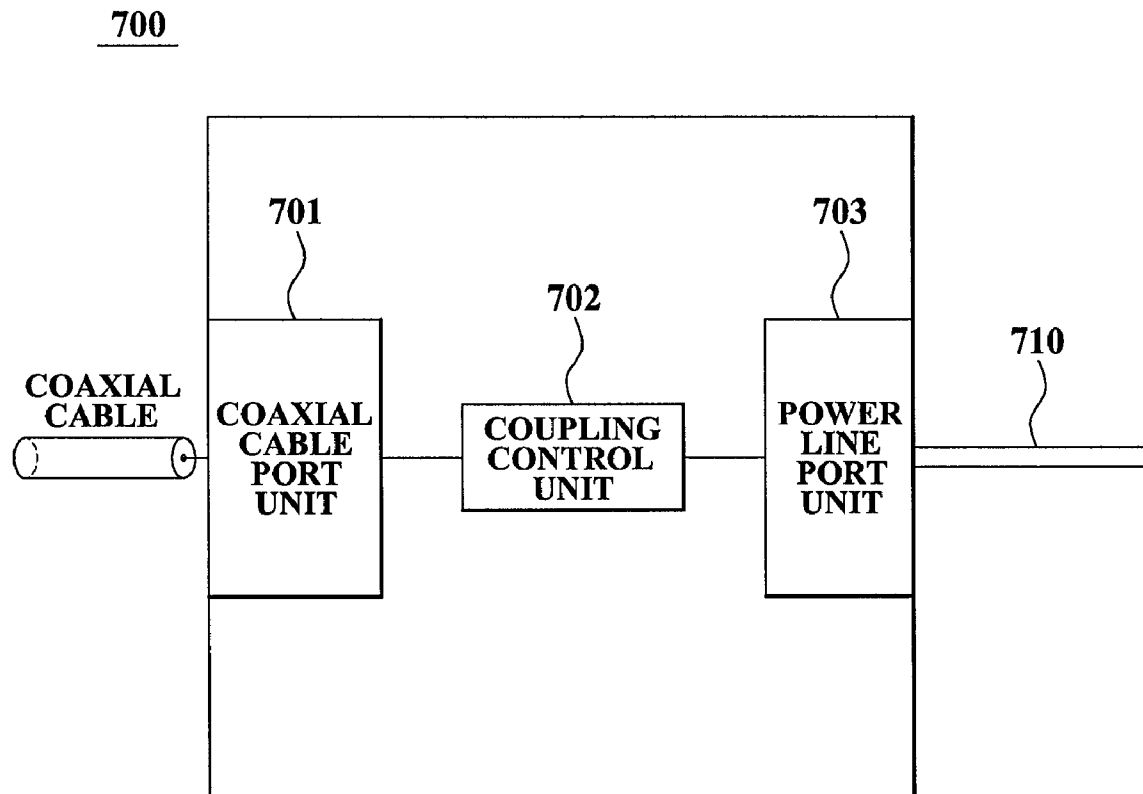 700
701
703
702
710
COAXIAL
CABLE
COAXIAL
CABLE
PORT
UNIT
COUPLING
CONTROL
UNIT
POWER
LINE
PORT
UNIT